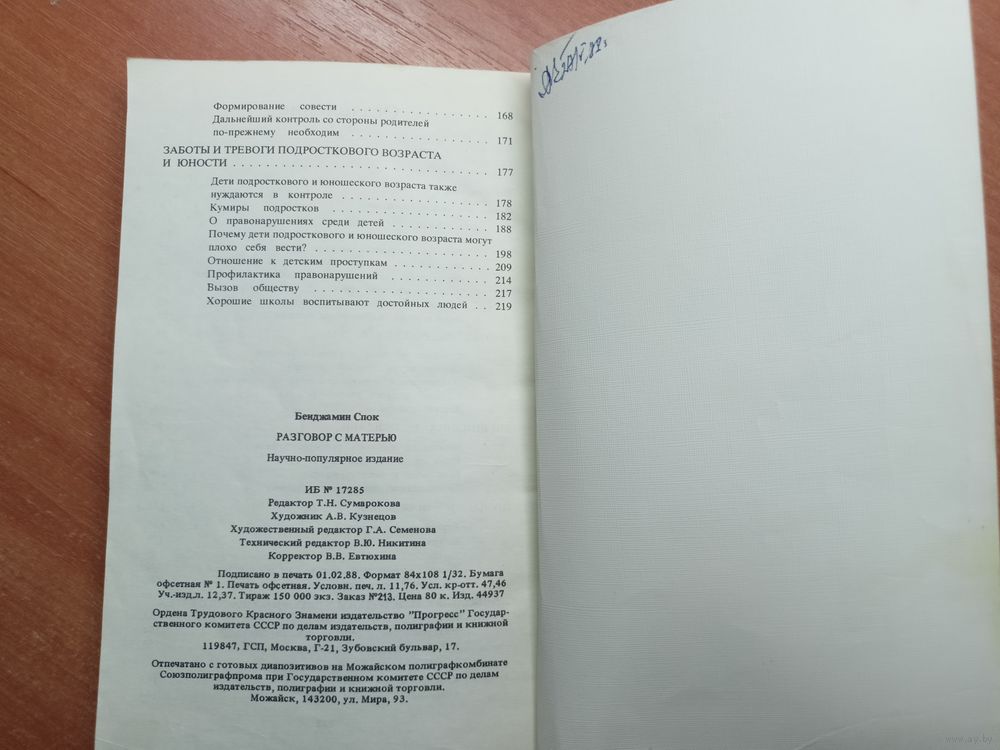 Формирование совести . . . . . . . . . . . . . . . . 168
Дальнейший контроль со стороны родителей
по-прежнему необходим . . . . . . . . . . . . . . . . 171
ЗАБОТЫ И ТРЕВОГИ ПОДРОСТКОВОГО ВОЗРАСТА
И ЮНОСТИ . . . . . . . . . . . . . . . . . . . . . . . . . . . . 177
Дети подросткового и юношеского возраста также
нуждаются в контроле . . . . . . . . . . . . . . . . . 178
Кумиры подростков . . . . . . . . . . . . . . . . . . 182
О правонарушениях среди детей . . . . . . . . . . . . 188
Почему дети подросткового и юношеского возраста могут
плохо себя вести? . . . . . . . . . . . . . . . . . . . . 198
Отношение к детским проступкам . . . . . . . . . . . 209
Профилактика правонарушений . . . . . . . . . . . . 214
Вызов обществу . . . . . . . . . . . . . . . . . . . . . 217
Хорошие школы воспитывают достойных людей . . 219
Бенджамин Спок
РАЗГОВОР С МАТЕРЬЮ
Научно-популярное издание
ИБ № 17285
Редактор Т.Н. Сумарокова
Художник А.В. Кузнецов
Художественный редактор Г.А. Семенова
Технический редактор В.Ю. Никитина
Корректор В.В. Евтюхина
Подписано в печать 01.02.88. Формат 84x108 1/32. Бумага
офсетная № 1. Печать офсетная. Условн. печ. л. 11,76. Усл. кр-отт. 47,46
Уч.-изд.л. 12,37. Тираж 150 000 экз. Заказ №213. Цена 80 к. Изд. 44937
Ордена Трудового Красного Знамени издательство "Прогресс" Государ-
ственного комитета СССР по делам издательств, полиграфии и книжной
торговли.
119847, ГСП, Москва, Г-21, Зубовский бульвар, 17.
Отпечатано с готовых диапозитивов на Можайском полиграфкомбинате
Союзполиграфпрома при Государственном комитете СССР по делам
издательств, полиграфии и книжной торговли.
Можайск, 143200, ул. Мира, 93.
www.ay.by